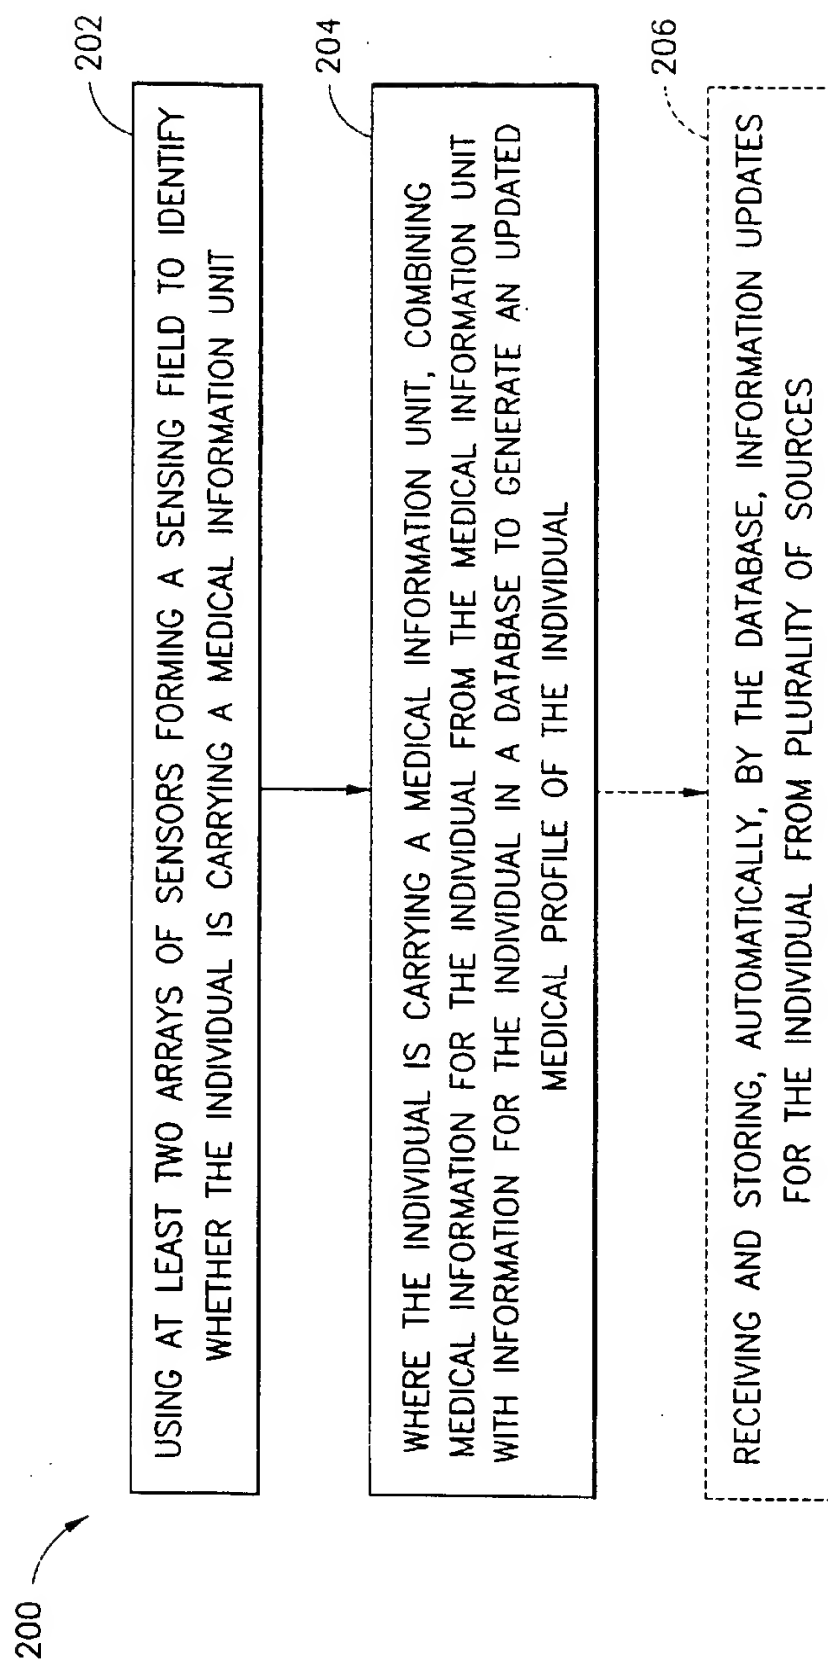 200
202
USING AT LEAST TWO ARRAYS OF SENSORS FORMING A SENSING FIELD TO IDENTIFY
WHETHER THE INDIVIDUAL IS CARRYING A MEDICAL INFORMATION UNIT
204
WHERE THE INDIVIDUAL IS CARRYING A MEDICAL INFORMATION UNIT, COMBINING
MEDICAL INFORMATION FOR THE INDIVIDUAL FROM THE MEDICAL INFORMATION UNIT
WITH INFORMATION FOR THE INDIVIDUAL IN A DATABASE TO GENERATE AN UPDATED
MEDICAL PROFILE OF THE INDIVIDUAL
206
RECEIVING AND STORING, AUTOMATICALLY, BY THE DATABASE, INFORMATION UPDATES
FOR THE INDIVIDUAL FROM PLURALITY OF SOURCES